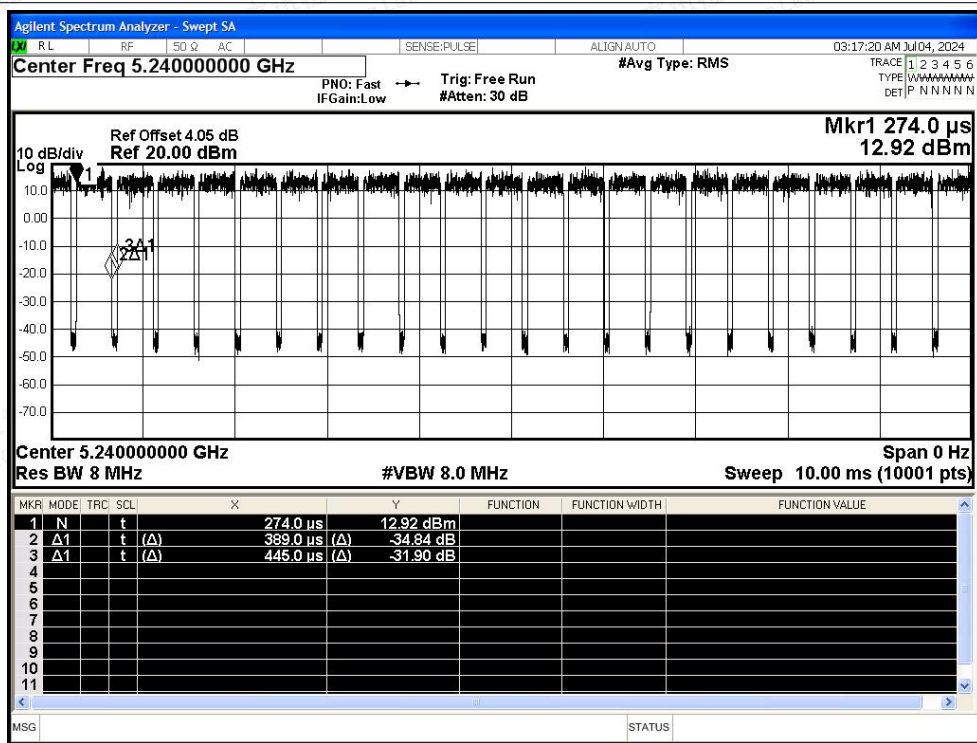 Agilent Spectrum Analyzer - Swept SA
LXI RL RF 50 Ω AC SENSE:PULSE ALIGN AUTO 03:17:20 AM Jul 04, 2024
Center Freq 5.240000000 GHz #Avg Type: RMS TRACE 1 2 3 4 5 6
PNO: Fast Trig: Free Run TYPE WWWWWW
IFGain:Low #Atten: 30 dB DET P N N N N N
Mkr1 274.0 µs
Ref Offset 4.05 dB
10 dB/div Ref 20.00 dBm 12.92 dBm
Log
1
10.0
0.00
-10.0
3Δ1
2Δ1
-20.0
-30.0
-40.0
-50.0
-60.0
-70.0
Center 5.240000000 GHz Span 0 Hz
Res BW 8 MHz #VBW 8.0 MHz Sweep 10.00 ms (10001 pts)
MKR MODE TRC SCL X Y FUNCTION FUNCTION WIDTH FUNCTION VALUE
1 N t 274.0 µs 12.92 dBm
2 Δ1 t (Δ) 389.0 µs (Δ) -34.84 dB
3 Δ1 t (Δ) 445.0 µs (Δ) -31.90 dB
4
5
6
7
8
9
10
11
MSG STATUS